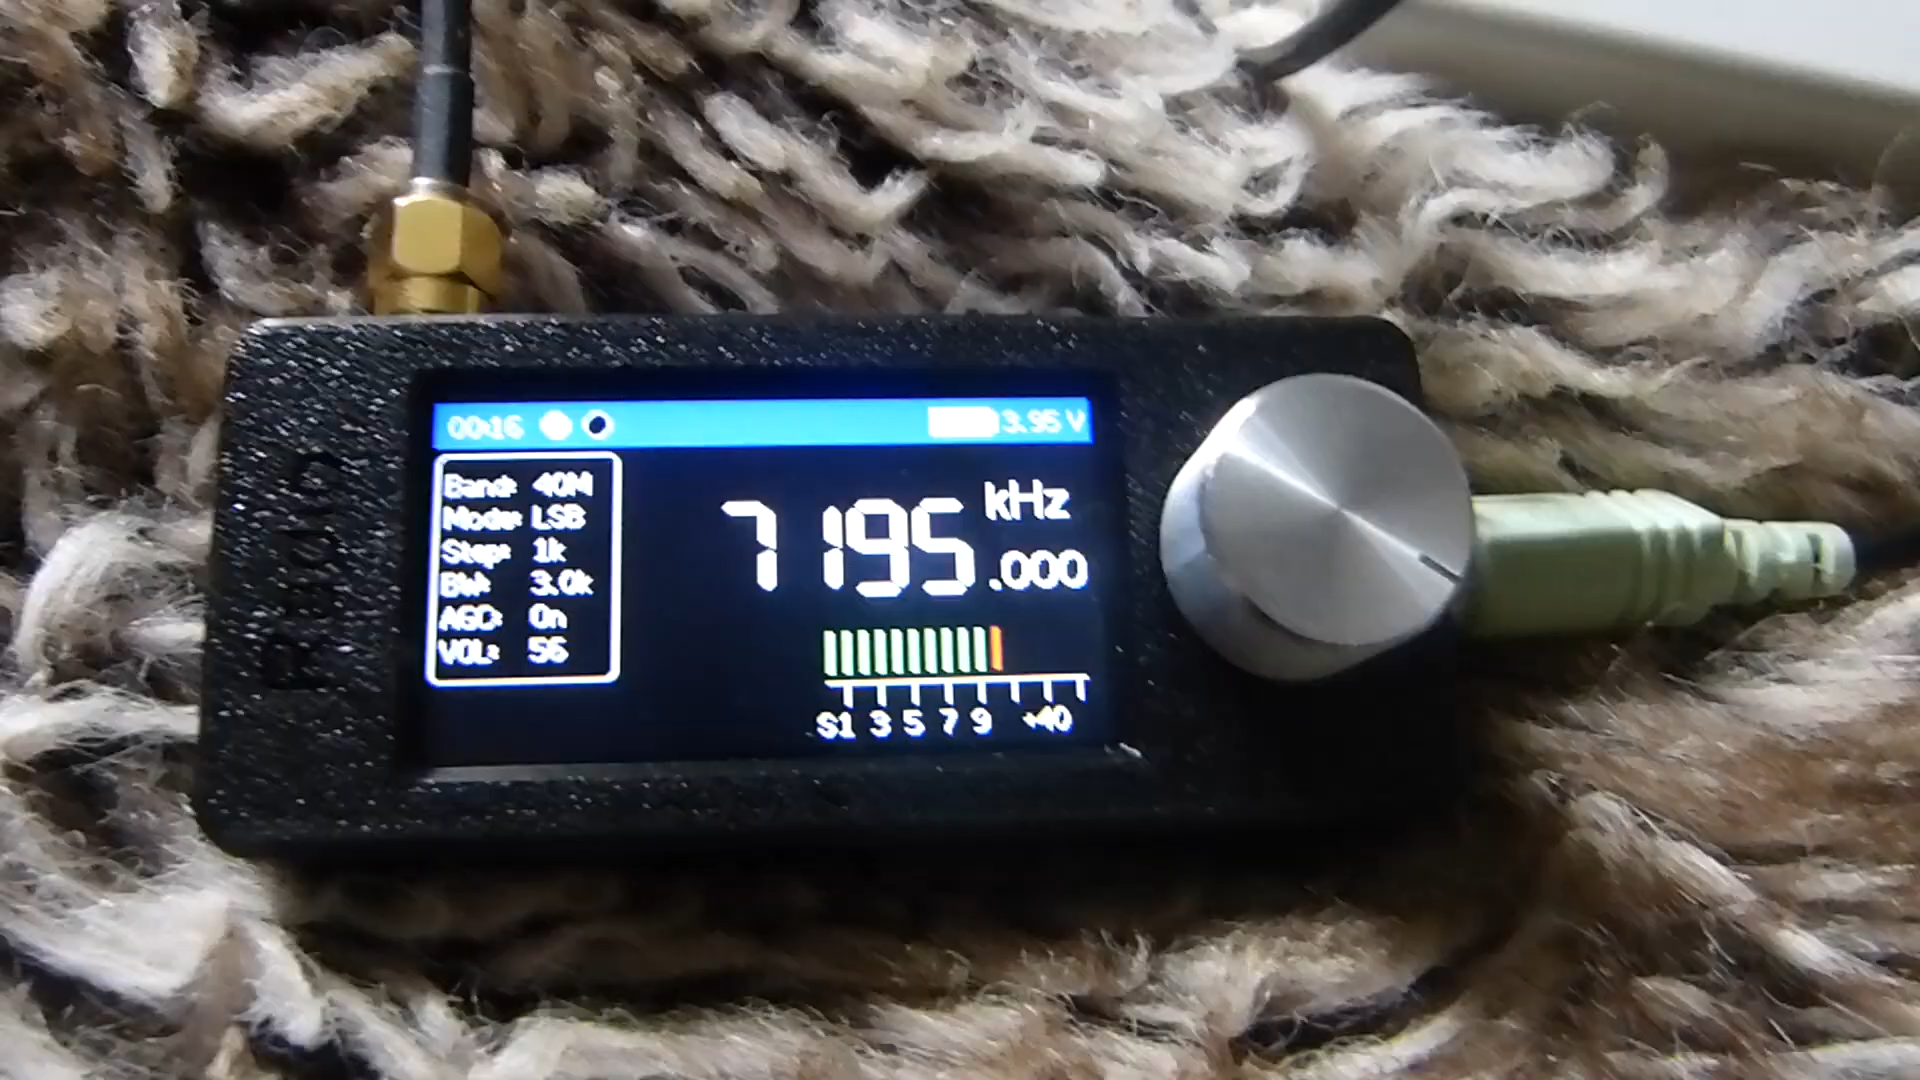 00:16 3.95 V
Band: 40M
Mode: LSB
Step: 1k
BW: 3.0k
AGC: On
VOL: 56
7195.000 kHz
S1 3 5 7 9 +40